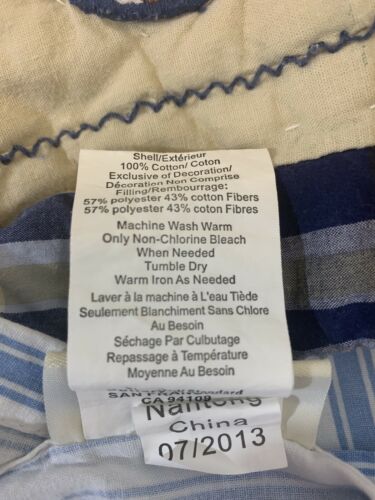 Shell/Extérieur
100% Cotton/ Coton
Exclusive of Decoration/
Décoration Non Comprise
Filling/Rembourrage:
57% polyester 43% cotton Fibers
57% polyester 43% coton Fibres
Machine Wash Warm
Only Non-Chlorine Bleach
When Needed
Tumble Dry
Warm Iron As Needed
Laver à la machine à L'eau Tiède
Seulement Blanchiment Sans Chlore
Au Besoin
Séchage Par Culbutage
Repassage à Température
Moyenne Au Besoin
CA 94109
Nantong
China
07/2013